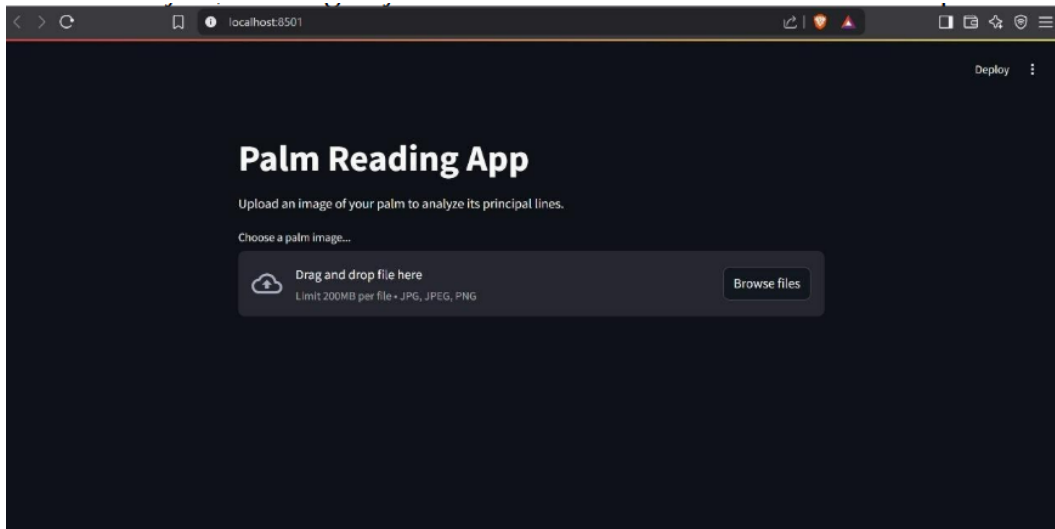 localhost:8501
Deploy
Palm Reading App
Upload an image of your palm to analyze its principal lines.
Choose a palm image...
Drag and drop file here
Limit 200MB per file • JPG, JPEG, PNG
Browse files